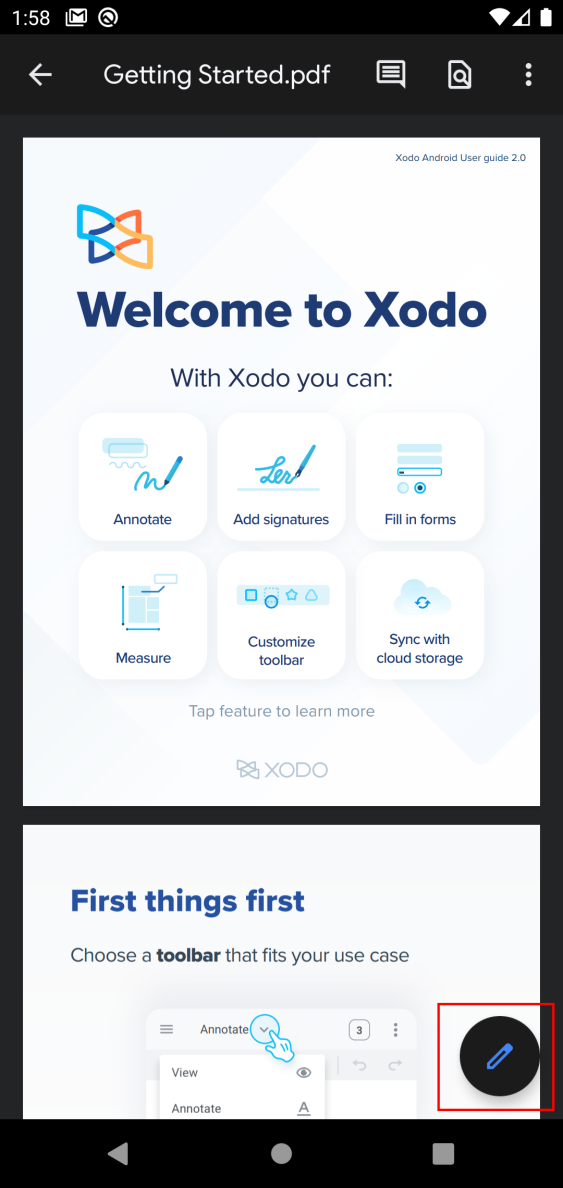 1:58
Getting Started.pdf
Xodo Android User guide 2.0
Welcome to Xodo
With Xodo you can:
Annotate
Add signatures
Fill in forms
Measure
Customize
toolbar
Sync with
cloud storage
Tap feature to learn more
XODO
First things first
Choose a toolbar that fits your use case
Annotate
3
View
Annotate
A